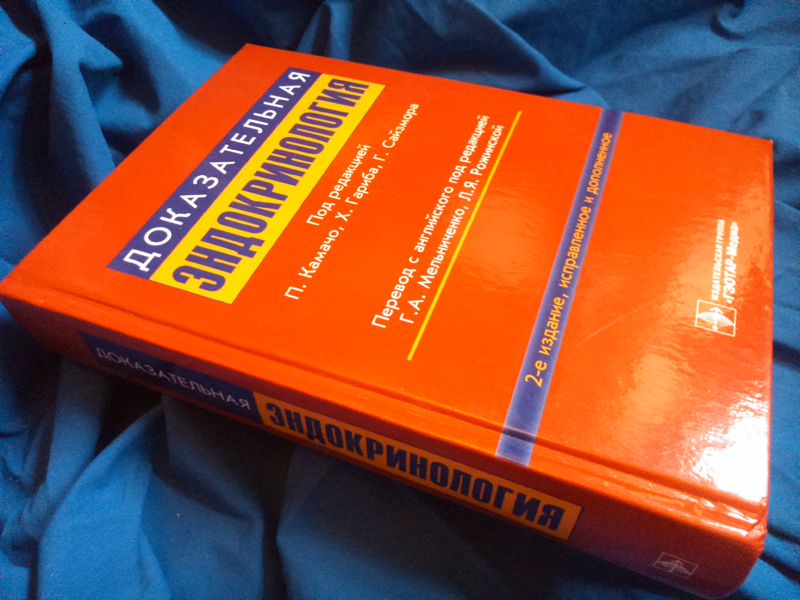 ДОКАЗАТЕЛЬНАЯ
ЭНДОКРИНОЛОГИЯ
Под редакцией
П. Камачо, Х. Гариба, Г. Сайзмора
Перевод с английского под редакцией
Г.А. Мельниченко, Л.Я. Рожинской
2-е издание, исправленное и дополненное
ИЗДАТЕЛЬСКАЯ ГРУППА
«ГЭОТАР-Медиа»
ДОКАЗАТЕЛЬНАЯ
ЭНДОКРИНОЛОГИЯ